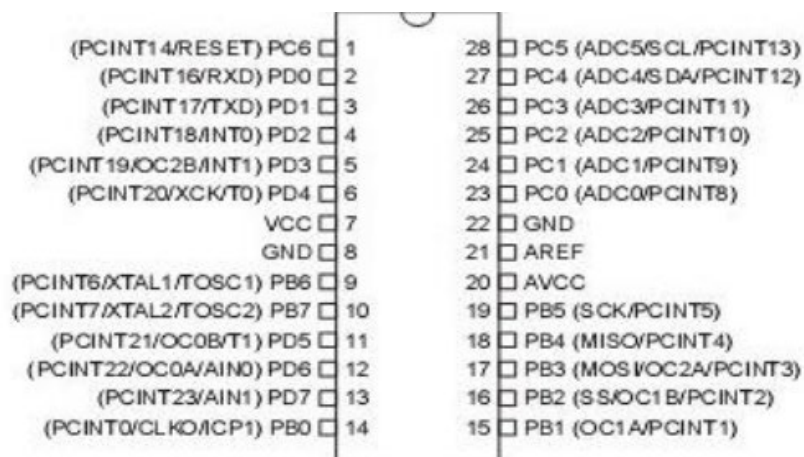 (PCINT14/RESET) PC6 1 28 PC5 (ADC5/SCL/PCINT13)
(PCINT16/RXD) PD0 2 27 PC4 (ADC4/SDA/PCINT12)
(PCINT17/TXD) PD1 3 26 PC3 (ADC3/PCINT11)
(PCINT18/INT0) PD2 4 25 PC2 (ADC2/PCINT10)
(PCINT19/OC2B/INT1) PD3 5 24 PC1 (ADC1/PCINT9)
(PCINT20/XCK/T0) PD4 6 23 PC0 (ADC0/PCINT8)
VCC 7 22 GND
GND 8 21 AREF
(PCINT6/XTAL1/TOSC1) PB6 9 20 AVCC
(PCINT7/XTAL2/TOSC2) PB7 10 19 PB5 (SCK/PCINT5)
(PCINT21/OC0B/T1) PD5 11 18 PB4 (MISO/PCINT4)
(PCINT22/OC0A/AIN0) PD6 12 17 PB3 (MOSI/OC2A/PCINT3)
(PCINT23/AIN1) PD7 13 16 PB2 (SS/OC1B/PCINT2)
(PCINT0/CLKO/ICP1) PB0 14 15 PB1 (OC1A/PCINT1)